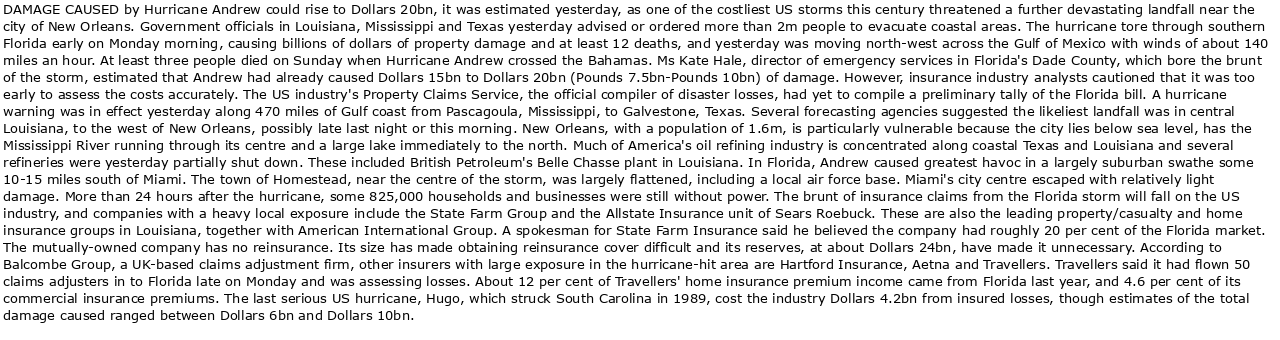 DAMAGE CAUSED by Hurricane Andrew could rise to Dollars 20bn, it was estimated yesterday, as one of the costliest US storms this century threatened a further devastating landfall near the
city of New Orleans. Government officials in Louisiana, Mississippi and Texas yesterday advised or ordered more than 2m people to evacuate coastal areas. The hurricane tore through southern
Florida early on Monday morning, causing billions of dollars of property damage and at least 12 deaths, and yesterday was moving north-west across the Gulf of Mexico with winds of about 140
miles an hour. At least three people died on Sunday when Hurricane Andrew crossed the Bahamas. Ms Kate Hale, director of emergency services in Florida's Dade County, which bore the brunt
of the storm, estimated that Andrew had already caused Dollars 15bn to Dollars 20bn (Pounds 7.5bn-Pounds 10bn) of damage. However, insurance industry analysts cautioned that it was too
early to assess the costs accurately. The US industry's Property Claims Service, the official compiler of disaster losses, had yet to compile a preliminary tally of the Florida bill. A hurricane
warning was in effect yesterday along 470 miles of Gulf coast from Pascagoula, Mississippi, to Galvestone, Texas. Several forecasting agencies suggested the likeliest landfall was in central
Louisiana, to the west of New Orleans, possibly late last night or this morning. New Orleans, with a population of 1.6m, is particularly vulnerable because the city lies below sea level, has the
Mississippi River running through its centre and a large lake immediately to the north. Much of America's oil refining industry is concentrated along coastal Texas and Louisiana and several
refineries were yesterday partially shut down. These included British Petroleum's Belle Chasse plant in Louisiana. In Florida, Andrew caused greatest havoc in a largely suburban swathe some
10-15 miles south of Miami. The town of Homestead, near the centre of the storm, was largely flattened, including a local air force base. Miami's city centre escaped with relatively light
damage. More than 24 hours after the hurricane, some 825,000 households and businesses were still without power. The brunt of insurance claims from the Florida storm will fall on the US
industry, and companies with a heavy local exposure include the State Farm Group and the Allstate Insurance unit of Sears Roebuck. These are also the leading property/casualty and home
insurance groups in Louisiana, together with American International Group. A spokesman for State Farm Insurance said he believed the company had roughly 20 per cent of the Florida market.
The mutually-owned company has no reinsurance. Its size has made obtaining reinsurance cover difficult and its reserves, at about Dollars 24bn, have made it unnecessary. According to
Balcombe Group, a UK-based claims adjustment firm, other insurers with large exposure in the hurricane-hit area are Hartford Insurance, Aetna and Travellers. Travellers said it had flown 50
claims adjusters in to Florida late on Monday and was assessing losses. About 12 per cent of Travellers' home insurance premium income came from Florida last year, and 4.6 per cent of its
commercial insurance premiums. The last serious US hurricane, Hugo, which struck South Carolina in 1989, cost the industry Dollars 4.2bn from insured losses, though estimates of the total
damage caused ranged between Dollars 6bn and Dollars 10bn.